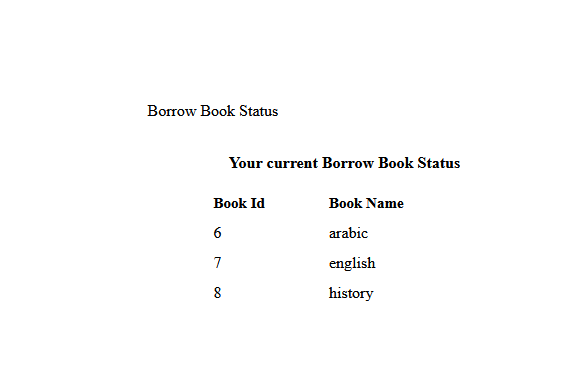 Borrow Book Status
Your current Borrow Book Status
Book Id Book Name
6 arabic
7 english
8 history